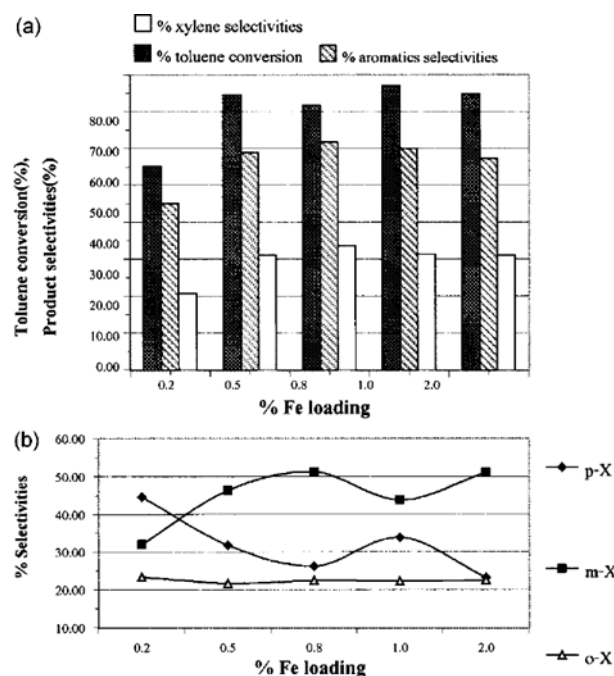 (a)
% xylene selectivities
% toluene conversion
% aromatics selectivities
Toluene conversion(%),
Product selectivities(%)
80.00
70.00
60.00
50.00
40.00
30.00
20.00
10.00
0.00
0.2 0.5 0.8 1.0 2.0
% Fe loading
(b)
% Selectivities
60.00
50.00
40.00
30.00
20.00
10.00
0.2 0.5 0.8 1.0 2.0
% Fe loading
p-X
m-X
o-X